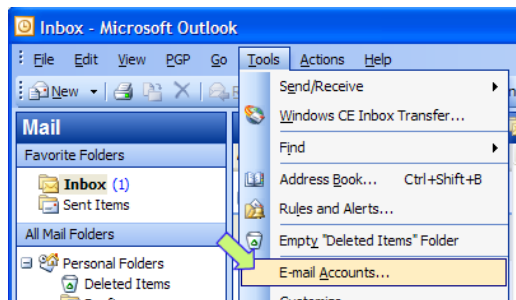 Inbox - Microsoft Outlook
File Edit View PGP Go Tools Actions Help
New
Send/Receive
Windows CE Inbox Transfer...
Find
Address Book... Ctrl+Shift+B
Rules and Alerts...
Empty "Deleted Items" Folder
E-mail Accounts...
Mail
Favorite Folders
Inbox (1)
Sent Items
All Mail Folders
Personal Folders
Deleted Items